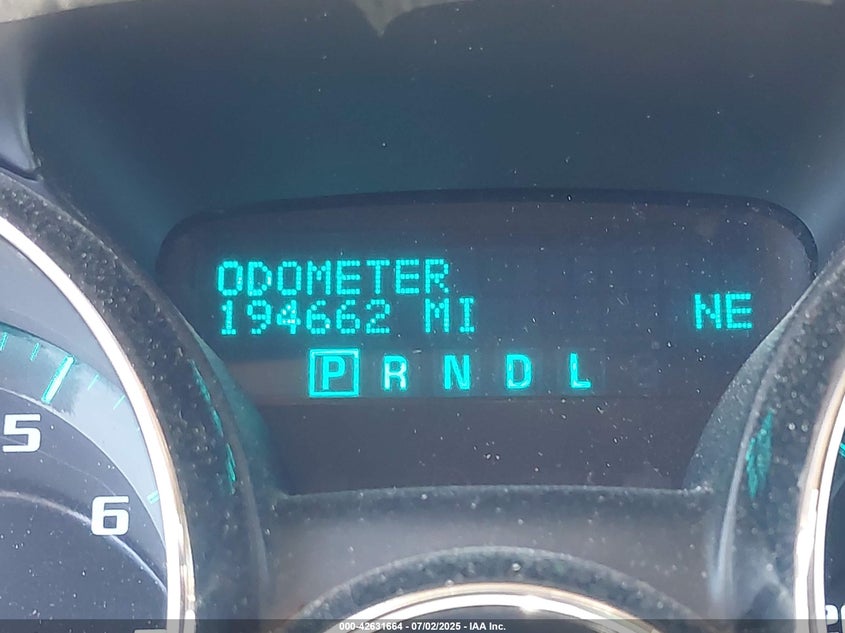 ODOMETER
194662 MI NE
P R N D L
5
6
000-42631664 - 07/02/2025 - IAA Inc.